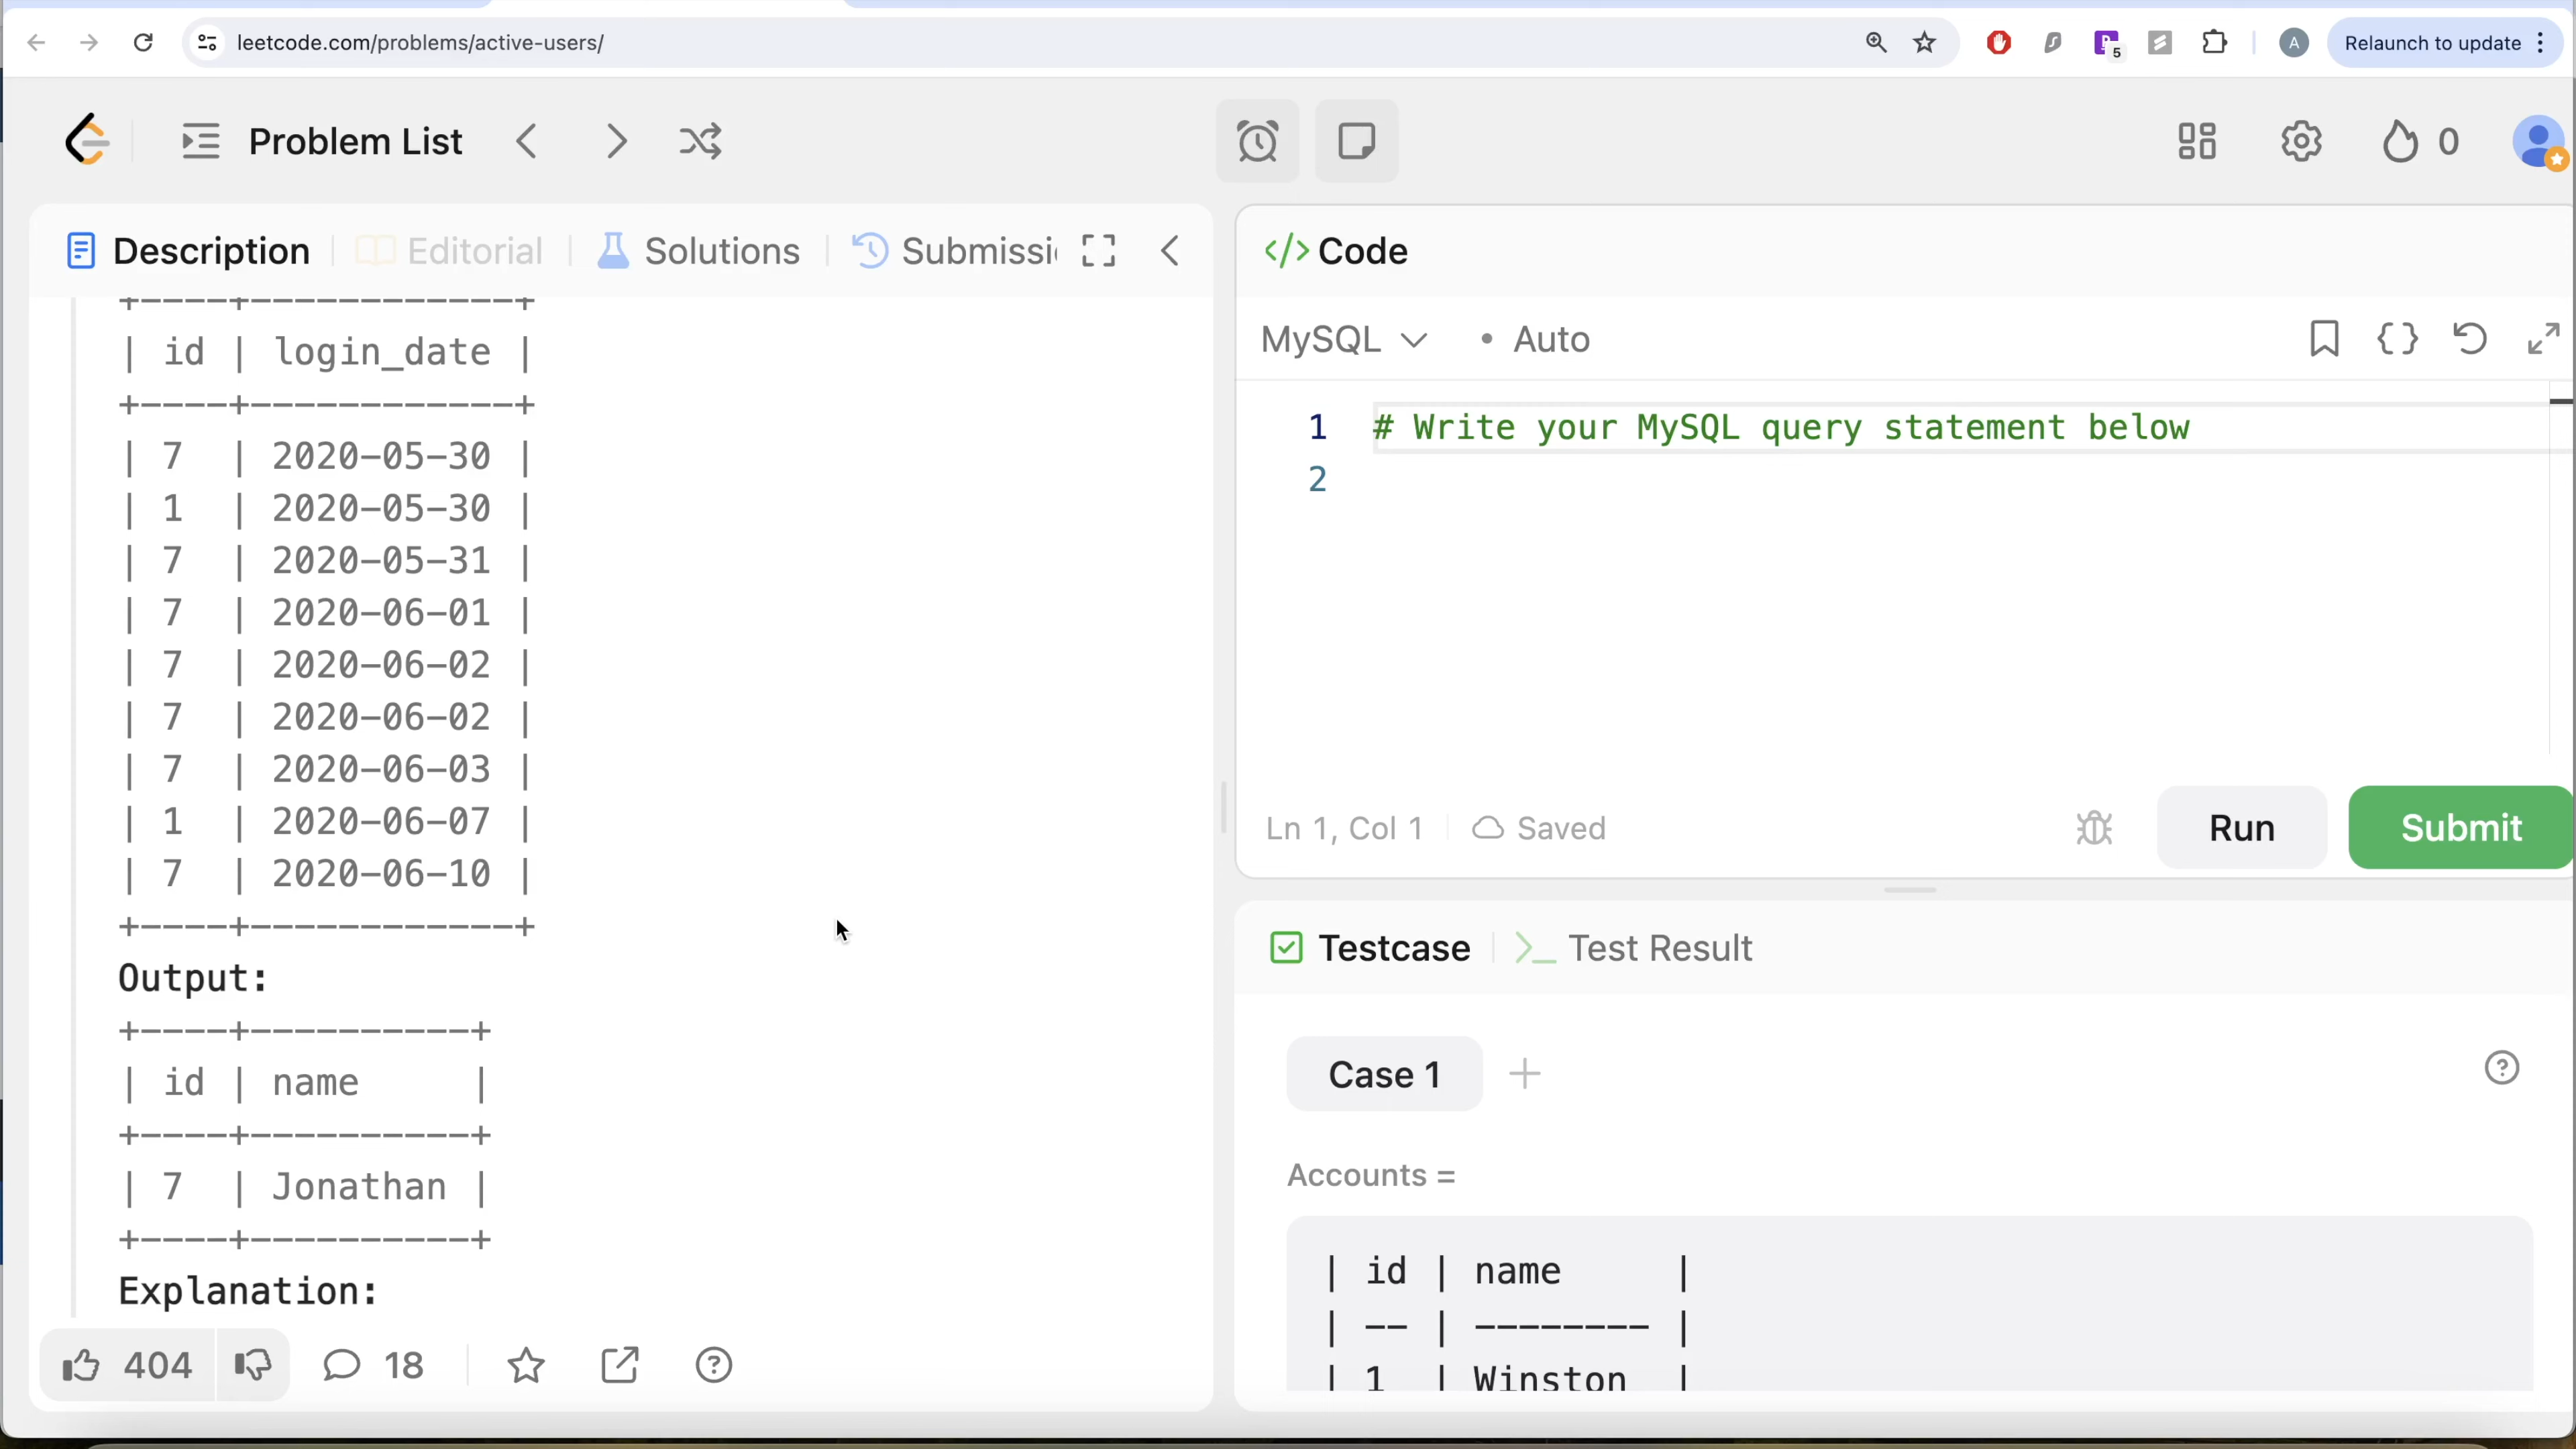 leetcode.com/problems/active-users/
5
A
Relaunch to update
Problem List
0
Description
Editorial
Solutions
Submissi
</> Code
MySQL
• Auto
+-----+------------+
| id | login_date |
+-----+------------+
| 7 | 2020-05-30 |
| 1 | 2020-05-30 |
| 7 | 2020-05-31 |
| 7 | 2020-06-01 |
| 7 | 2020-06-02 |
| 7 | 2020-06-02 |
| 7 | 2020-06-03 |
| 1 | 2020-06-07 |
| 7 | 2020-06-10 |
+-----+------------+
Output:
+----+----------+
| id | name |
+----+----------+
| 7 | Jonathan |
+----+----------+
Explanation:
404
18
1 # Write your MySQL query statement below
2
Ln 1, Col 1
Saved
Run
Submit
Testcase
Test Result
Case 1
Accounts =
| id | name |
| -- | -------- |
| 1 | Winston |